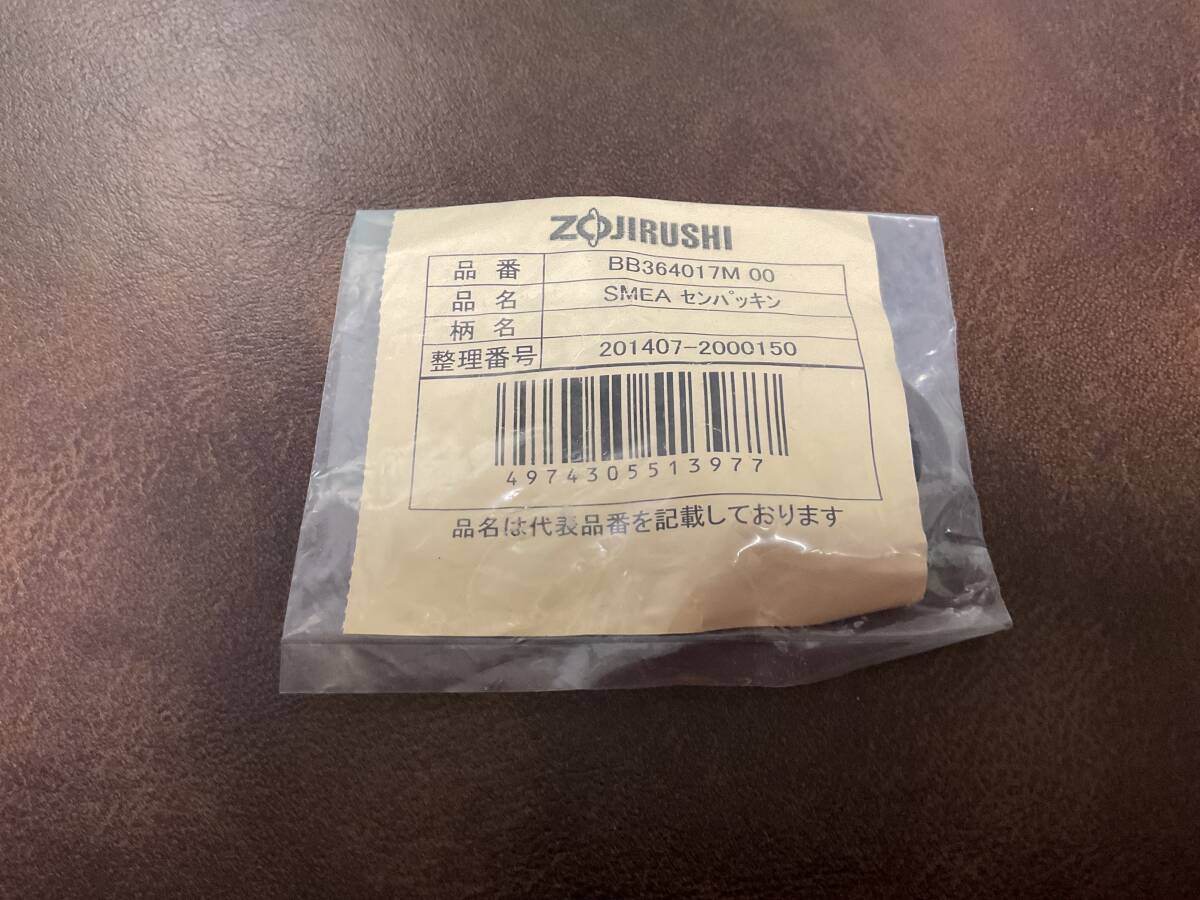 ZOJIRUSHI
品番 BB364017M 00
品名 SMEA センパッキン
柄名
整理番号 201407-2000150
4974305513977
品名は代表品番を記載しております